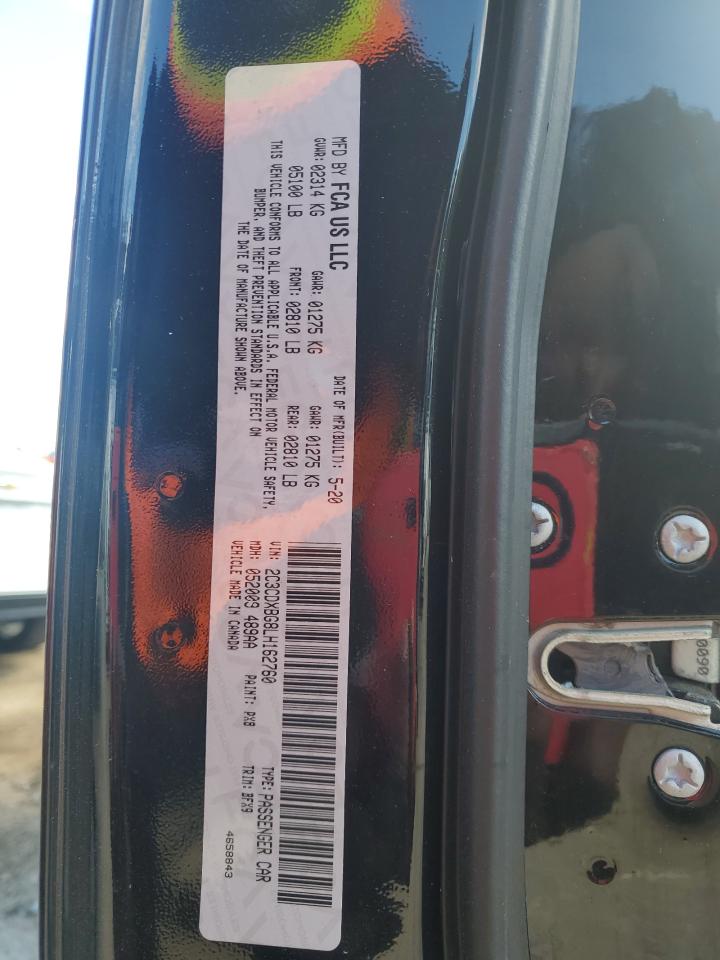 MFD BY FCA US LLC
DATE OF MFR(BUILT): 5-20
GVWR: 02314 KG
GAWR: 01275 KG
GAWR: 01275 KG
05100 LB
FRONT: 02810 LB
REAR: 02810 LB
THIS VEHICLE CONFORMS TO ALL APPLICABLE U.S.A. FEDERAL MOTOR VEHICLE SAFETY,
BUMPER, AND THEFT PREVENTION STANDARDS IN EFFECT ON
THE DATE OF MANUFACTURE SHOWN ABOVE.
VIN: 2C3CDXBG8LH162760
TYPE: PASSENGER CAR
MDH: 052003 489AA
PAINT: PX8
TRIM: BFX9
VEHICLE MADE IN CANADA
4658843